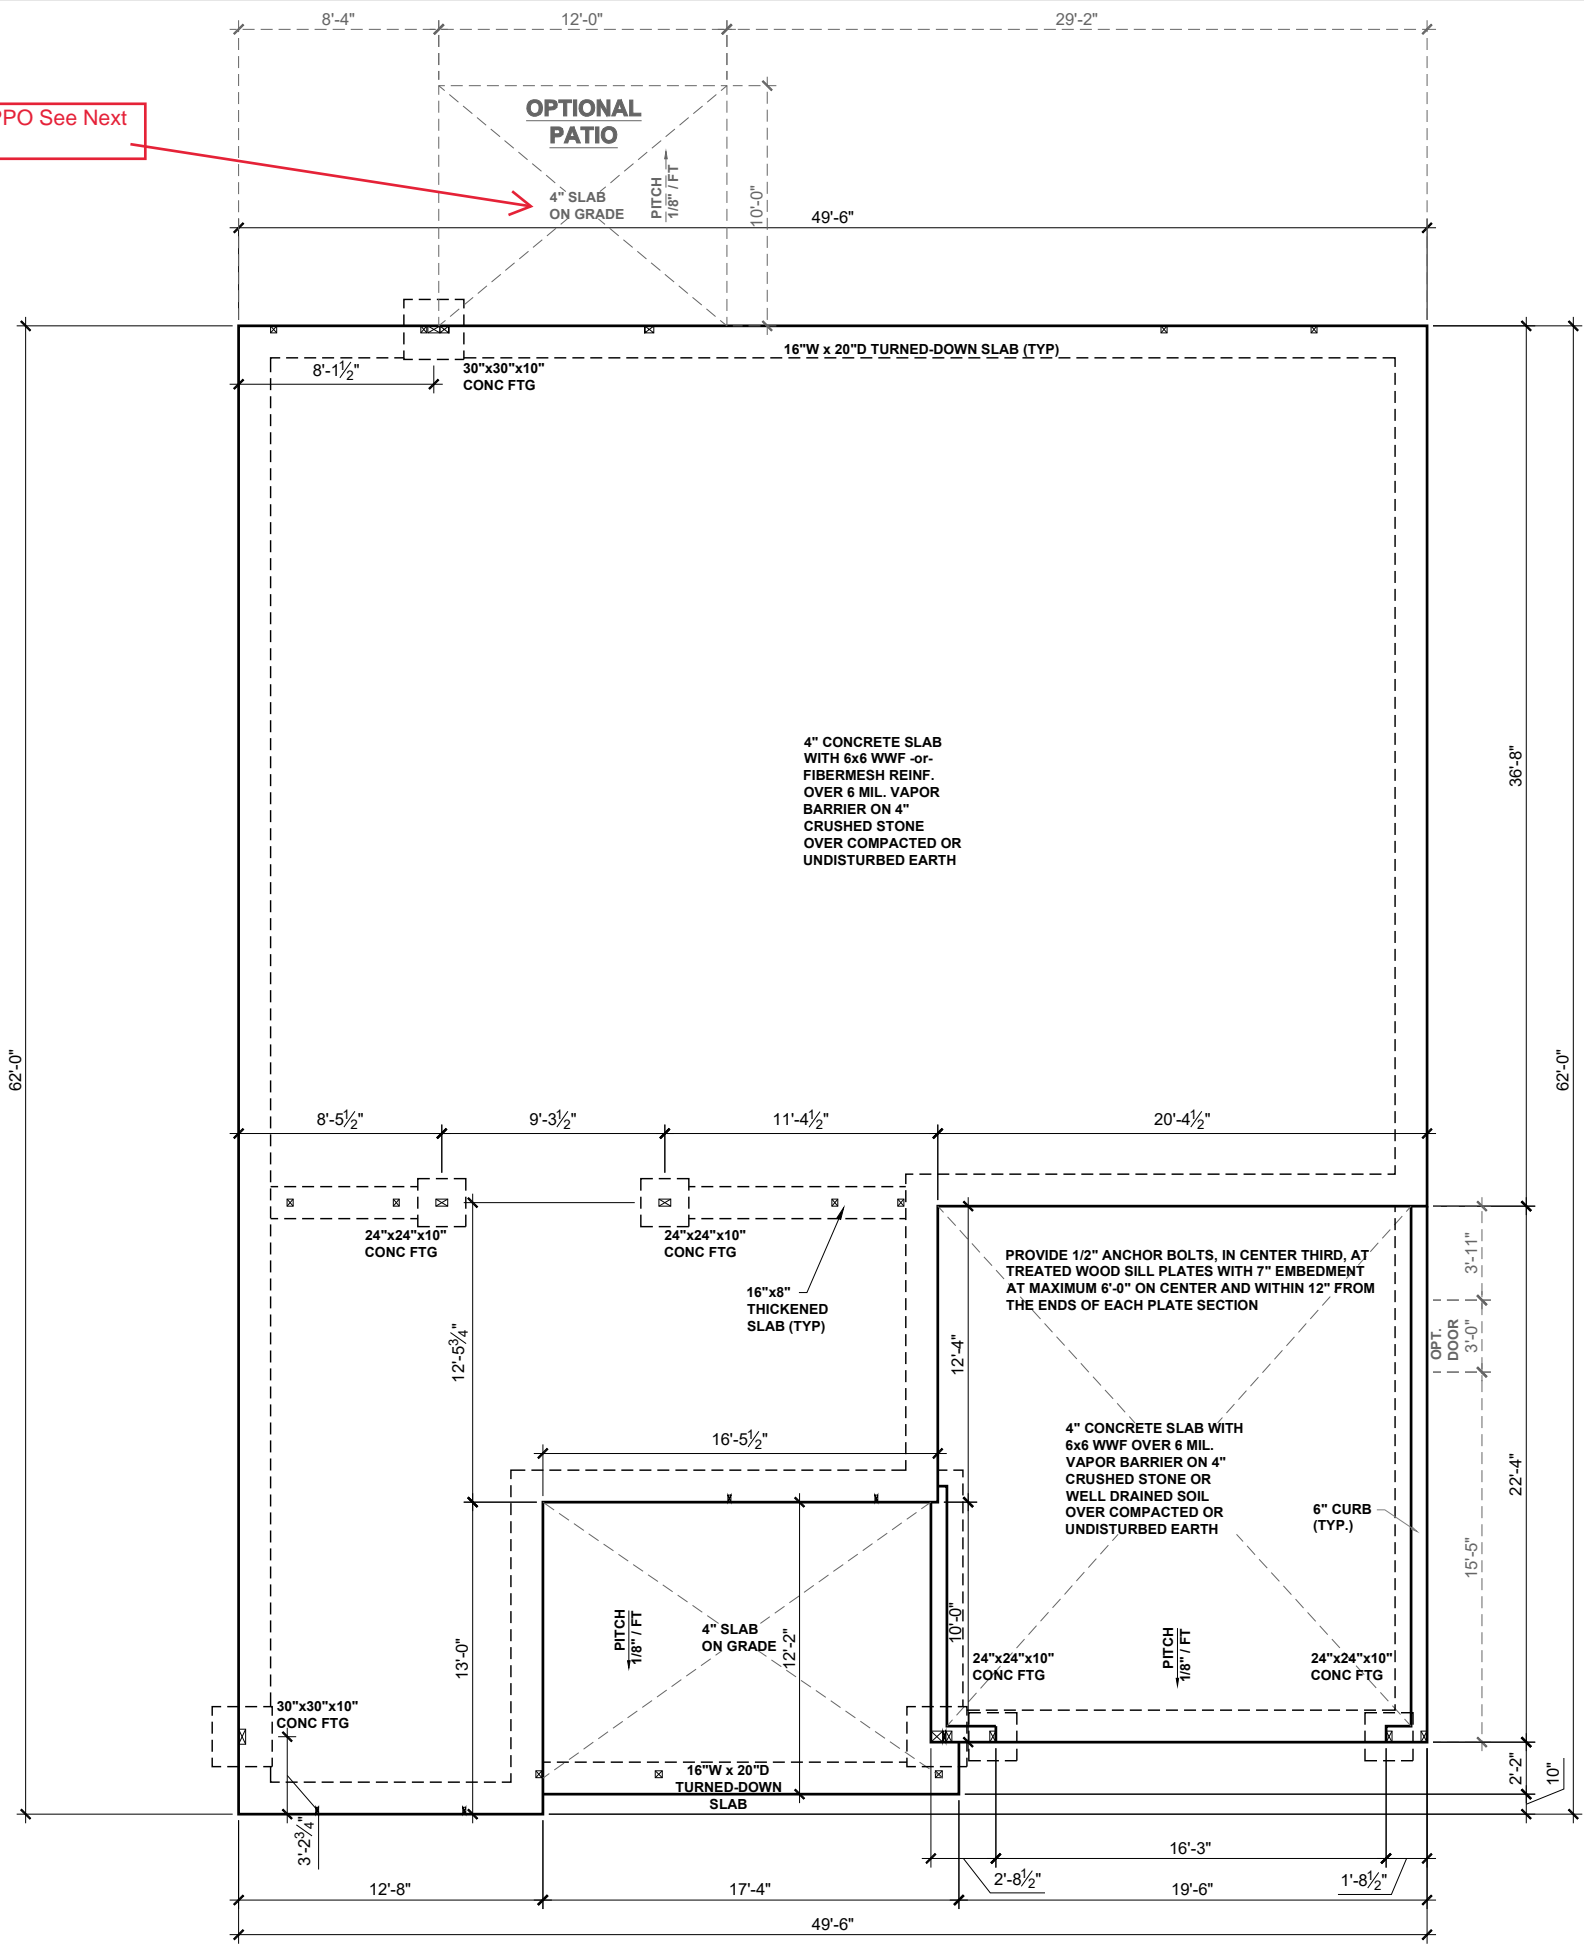 8'-4"
12'-0"
29'-2"
PPO See Next
OPTIONAL
PATIO
4" SLAB
ON GRADE
PITCH
1/8" / FT
10'-0"
49'-6"
16"W x 20"D TURNED-DOWN SLAB (TYP)
8'-1½"
30"x30"x10"
CONC FTG
4" CONCRETE SLAB
WITH 6x6 WWF -or-
FIBERMESH REINF.
OVER 6 MIL. VAPOR
BARRIER ON 4"
CRUSHED STONE
OVER COMPACTED OR
UNDISTURBED EARTH
36'-8"
62'-0"
62'-0"
8'-5½"
9'-3½"
11'-4½"
20'-4½"
24"x24"x10"
CONC FTG
24"x24"x10"
CONC FTG
16"x8"
THICKENED
SLAB (TYP)
PROVIDE 1/2" ANCHOR BOLTS, IN CENTER THIRD, AT
TREATED WOOD SILL PLATES WITH 7" EMBEDMENT
AT MAXIMUM 6'-0" ON CENTER AND WITHIN 12" FROM
THE ENDS OF EACH PLATE SECTION
3'-11"
OPT.
DOOR
3'-0"
12'-5¾"
12'-4"
16'-5½"
4" CONCRETE SLAB WITH
6x6 WWF OVER 6 MIL.
VAPOR BARRIER ON 4"
CRUSHED STONE OR
WELL DRAINED SOIL
OVER COMPACTED OR
UNDISTURBED EARTH
6" CURB
(TYP.)
22'-4"
15'-5"
13'-0"
PITCH
1/8" / FT
4" SLAB
ON GRADE
12'-2"
10'-0"
24"x24"x10"
CONC FTG
PITCH
1/8" / FT
24"x24"x10"
CONC FTG
30"x30"x10"
CONC FTG
16"W x 20"D
TURNED-DOWN
SLAB
2'-2"
10"
3'-2¾"
16'-3"
2'-8½"
1'-8½"
12'-8"
17'-4"
19'-6"
49'-6"